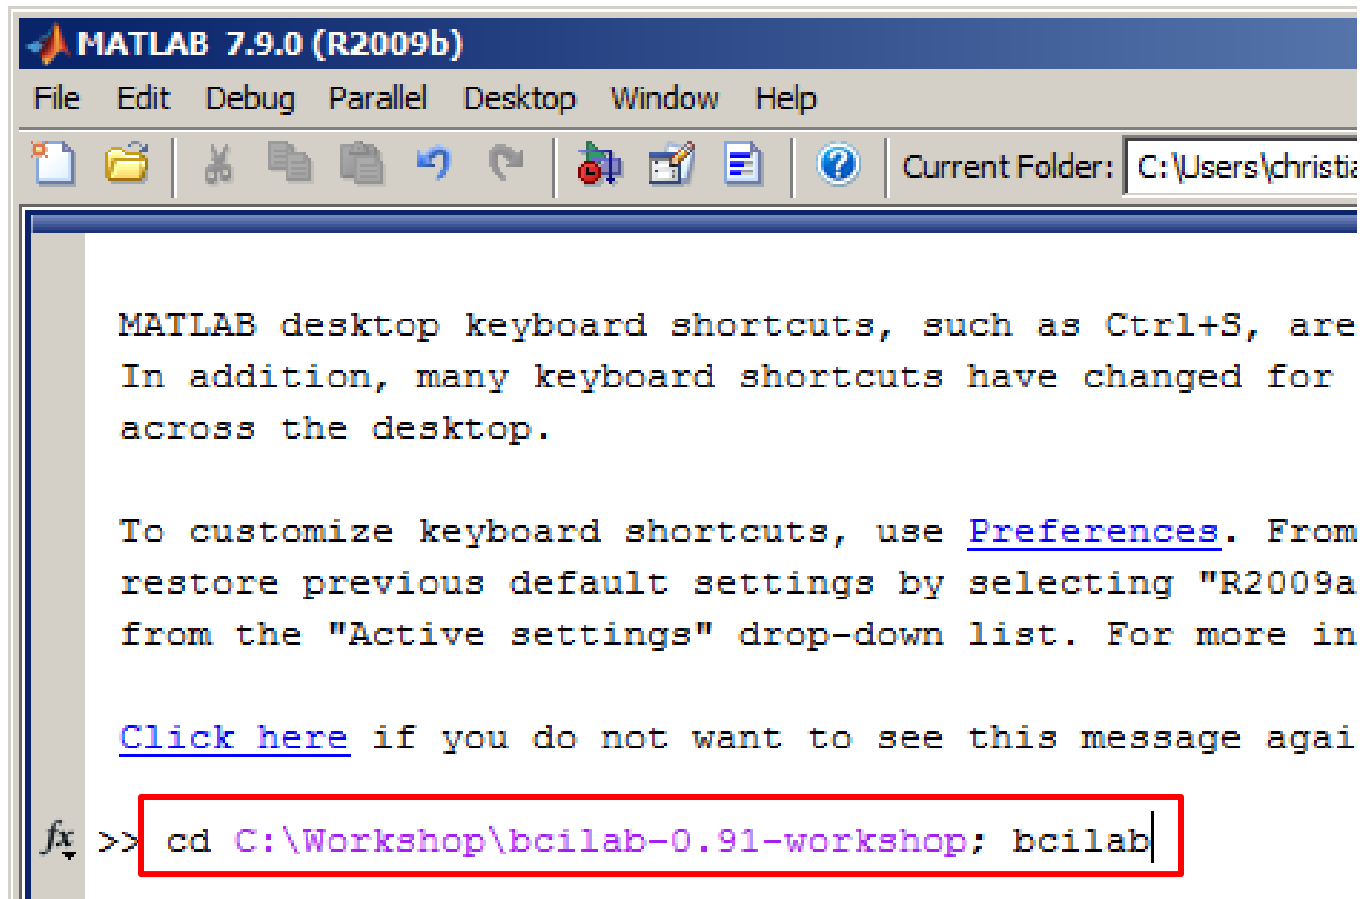 MATLAB 7.9.0 (R2009b)
File Edit Debug Parallel Desktop Window Help
Current Folder: C:\Users\christia
MATLAB desktop keyboard shortcuts, such as Ctrl+S, are
In addition, many keyboard shortcuts have changed for
across the desktop.
To customize keyboard shortcuts, use Preferences. From
restore previous default settings by selecting "R2009a
from the "Active settings" drop-down list. For more in
Click here if you do not want to see this message agai
fx >> cd C:\Workshop\bcilab-0.91-workshop; bcilab